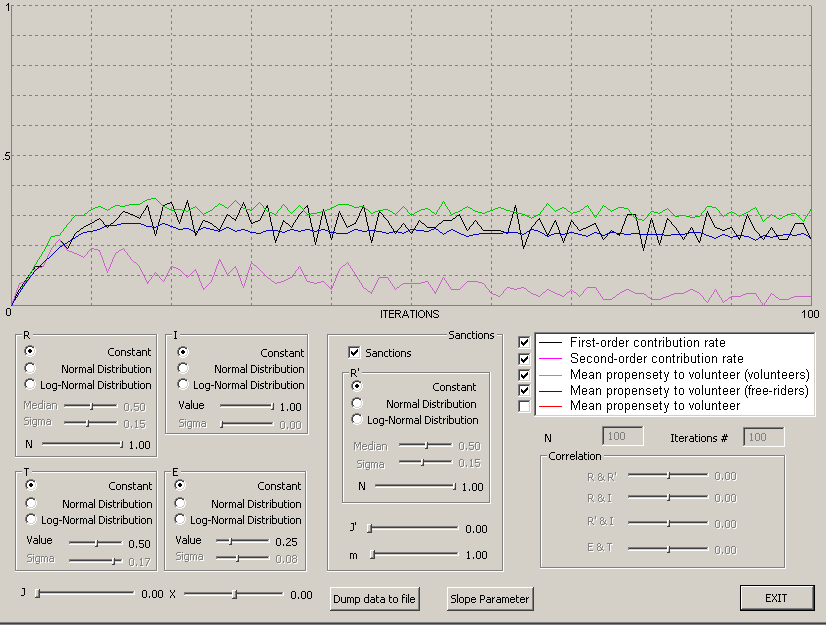 1
.5
0
ITERATIONS
100
R
Constant
Normal Distribution
Log-Normal Distribution
Median 0.50
Sigma 0.15
N 1.00
I
Constant
Normal Distribution
Log-Normal Distribution
Value 1.00
Sigma 0.00
Sanctions
Sanctions
R'
Constant
Normal Distribution
Log-Normal Distribution
Median 0.50
Sigma 0.15
N 1.00
J' 0.00
m 1.00
First-order contribution rate
Second-order contribution rate
Mean propensety to volunteer (volunteers)
Mean propensety to volunteer (free-riders)
Mean propensety to volunteer
N 100 Iterations # 100
Correlation
R & R' 0.00
R & I 0.00
R' & I 0.00
E & T 0.00
T
Constant
Normal Distribution
Log-Normal Distribution
Value 0.50
Sigma 0.17
E
Constant
Normal Distribution
Log-Normal Distribution
Value 0.25
Sigma 0.08
J 0.00 X 0.00
Dump data to file
Slope Parameter
EXIT